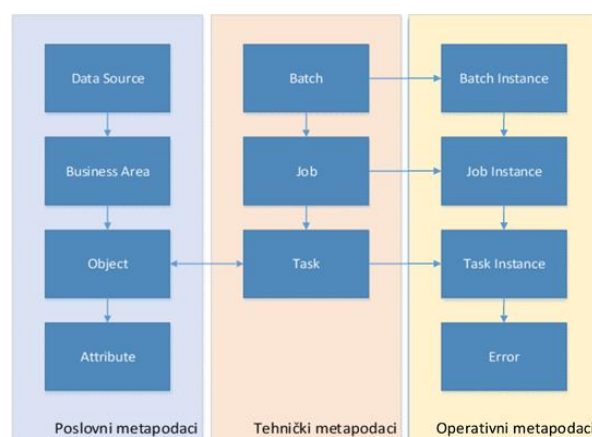 Data Source
Batch
Batch Instance
Business Area
Job
Job Instance
Object
Task
Task Instance
Attribute
Error
Poslovni metapodaci
Tehnički metapodaci
Operativni metapodaci